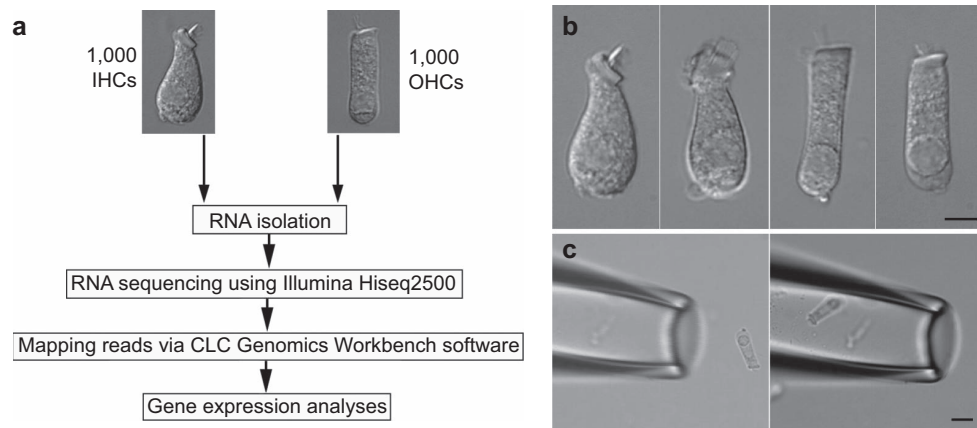 a
1,000
IHCs
1,000
OHCs
RNA isolation
RNA sequencing using Illumina Hiseq2500
Mapping reads via CLC Genomics Workbench software
Gene expression analyses
b
c